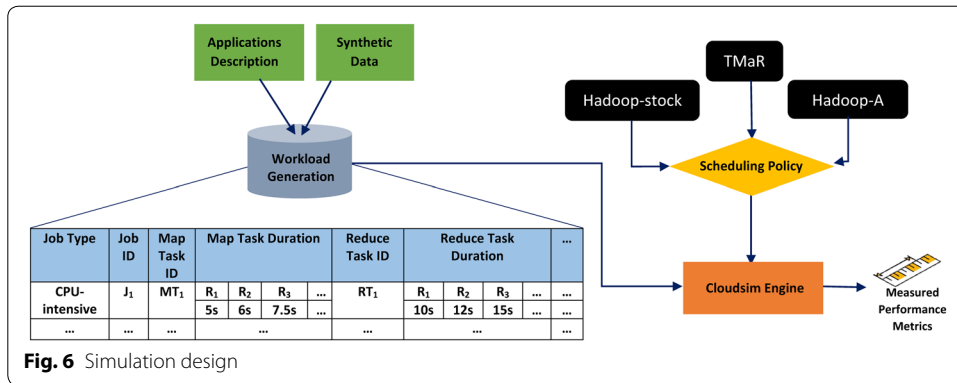 Applications
Description
Synthetic
Data
TMaR
Hadoop-stock
Hadoop-A
Workload
Generation
Scheduling Policy
Job Type Job ID Map Task ID Map Task Duration Reduce Task ID Reduce Task Duration ...
CPU-intensive J1 MT1 R1 R2 R3 ... RT1 R1 R2 R3 ... ...
5s 6s 7.5s ... 10s 12s 15s ... ...
... ... ... ...
Cloudsim Engine
Measured
Performance
Metrics
Fig. 6 Simulation design